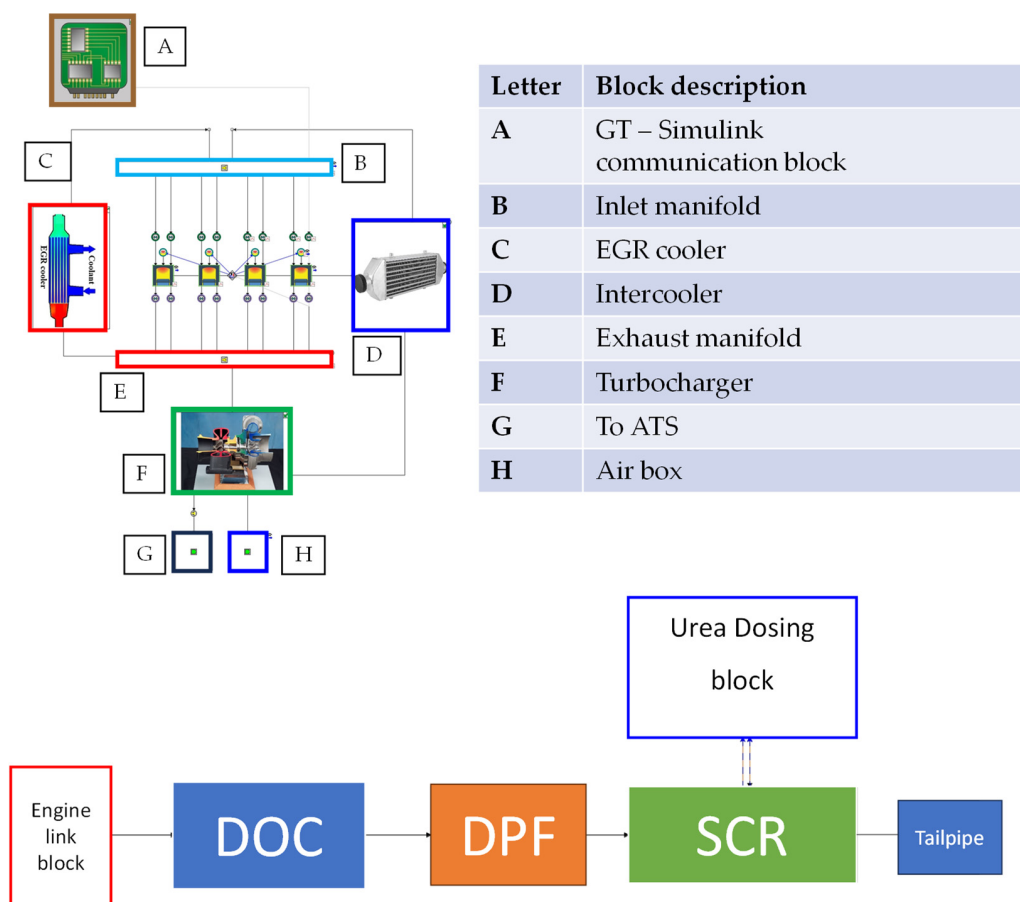 A
C
B
EGR cooler
Coolant
D
E
F
G
H
Letter Block description
A GT – Simulink
communication block
B Inlet manifold
C EGR cooler
D Intercooler
E Exhaust manifold
F Turbocharger
G To ATS
H Air box
Urea Dosing
block
Engine
link
block
DOC
DPF
SCR
Tailpipe